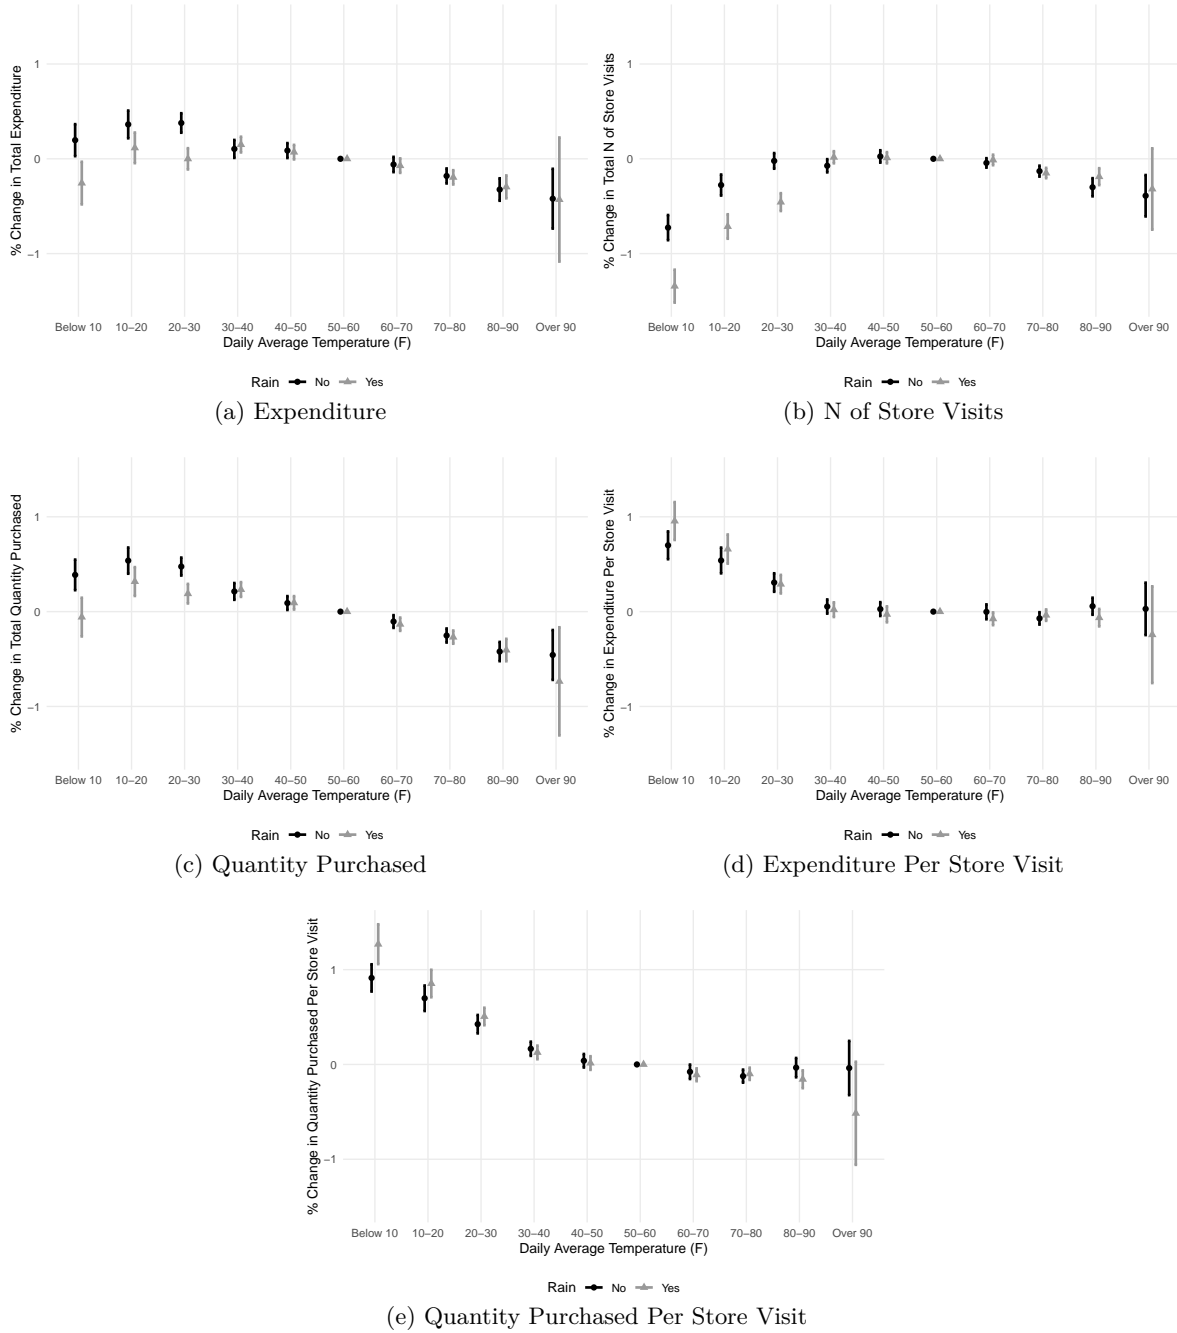 % Change in Total Expenditure
1
0
−1
Below 10 10−20 20−30 30−40 40−50 50−60 60−70 70−80 80−90 Over 90
Daily Average Temperature (F)
Rain No Yes
(a) Expenditure
% Change in Total N of Store Visits
1
0
−1
Below 10 10−20 20−30 30−40 40−50 50−60 60−70 70−80 80−90 Over 90
Daily Average Temperature (F)
Rain No Yes
(b) N of Store Visits
% Change in Total Quantity Purchased
1
0
−1
Below 10 10−20 20−30 30−40 40−50 50−60 60−70 70−80 80−90 Over 90
Daily Average Temperature (F)
Rain No Yes
(c) Quantity Purchased
% Change in Expenditure Per Store Visit
1
0
−1
Below 10 10−20 20−30 30−40 40−50 50−60 60−70 70−80 80−90 Over 90
Daily Average Temperature (F)
Rain No Yes
(d) Expenditure Per Store Visit
% Change in Quantity Purchased Per Store Visit
1
0
−1
Below 10 10−20 20−30 30−40 40−50 50−60 60−70 70−80 80−90 Over 90
Daily Average Temperature (F)
Rain No Yes
(e) Quantity Purchased Per Store Visit